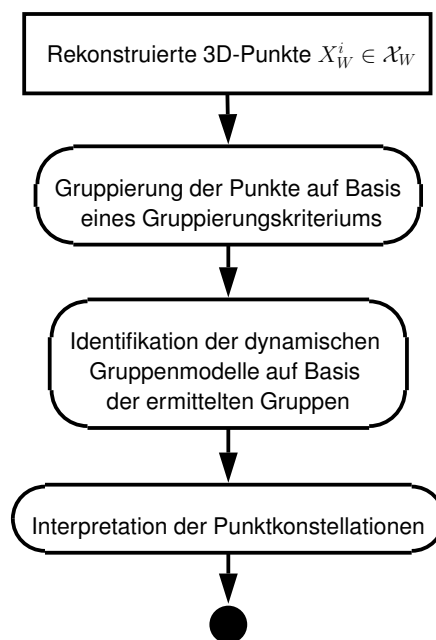 Rekonstruierte 3D-Punkte $X_W^i \in \mathcal{X}_W$
Gruppierung der Punkte auf Basis
eines Gruppierungskriteriums
Identifikation der dynamischen
Gruppenmodelle auf Basis
der ermittelten Gruppen
Interpretation der Punktkonstellationen